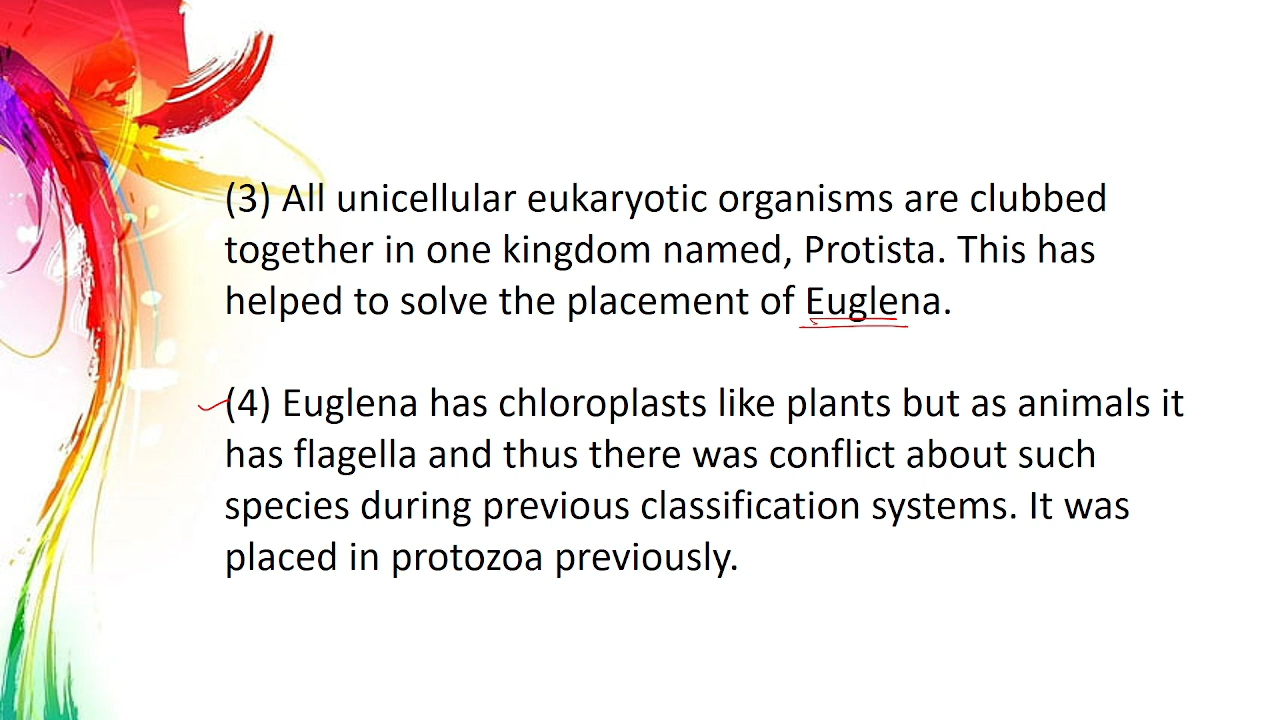 (3) All unicellular eukaryotic organisms are clubbed
together in one kingdom named, Protista. This has
helped to solve the placement of Euglena.
(4) Euglena has chloroplasts like plants but as animals it
has flagella and thus there was conflict about such
species during previous classification systems. It was
placed in protozoa previously.